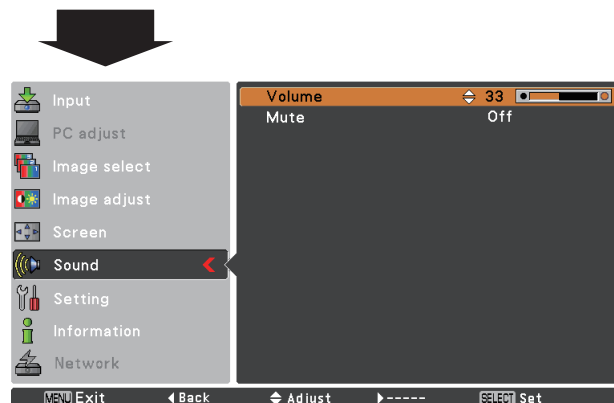 Input
PC adjust
Image select
Image adjust
Screen
Sound
Setting
Information
Network
Volume 33
Mute Off
MENU Exit ◀Back ♦Adjust ▶----- SELECT Set